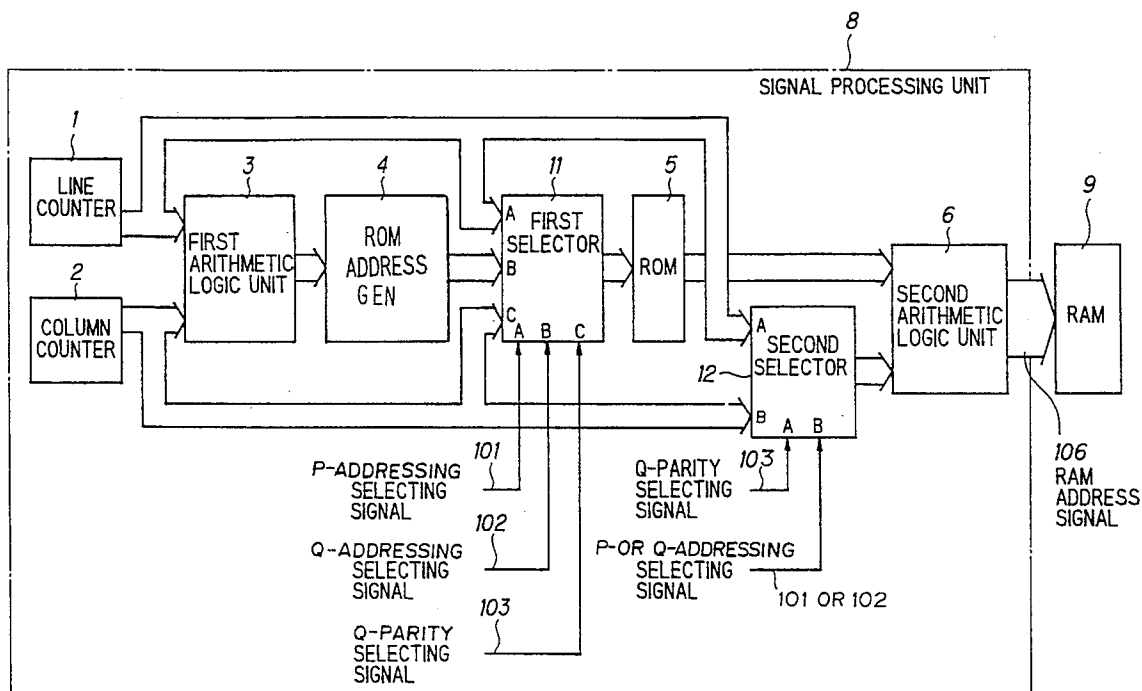 8
SIGNAL PROCESSING UNIT
1
LINE
COUNTER
2
COLUMN
COUNTER
3
FIRST
ARITHMETIC
LOGIC UNIT
4
ROM
ADDRESS
GEN
11
A
FIRST
SELECTOR
B
C
A B C
5
ROM
A
SECOND
SELECTOR
12
B
A B
6
SECOND
ARITHMETIC
LOGIC UNIT
9
RAM
106
RAM
ADDRESS
SIGNAL
101
P-ADDRESSING
SELECTING
SIGNAL
102
Q-ADDRESSING
SELECTING
SIGNAL
103
Q-PARITY
SELECTING
SIGNAL
103
Q-PARITY
SELECTING
SIGNAL
P-OR Q-ADDRESSING
SELECTING
SIGNAL
101 OR 102